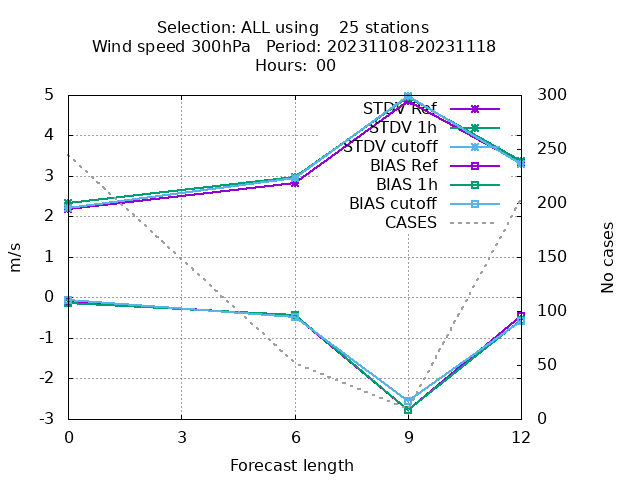 Selection: ALL using    25 stations
Wind speed 300hPa   Period: 20231108-20231118
Hours: 00
5
4
3
2
1
0
-1
-2
-3
m/s
STDV Ref
STDV 1h
STDV cutoff
BIAS Ref
BIAS 1h
BIAS cutoff
CASES
300
250
200
150
100
50
0
No cases
0 3 6 9 12
Forecast length